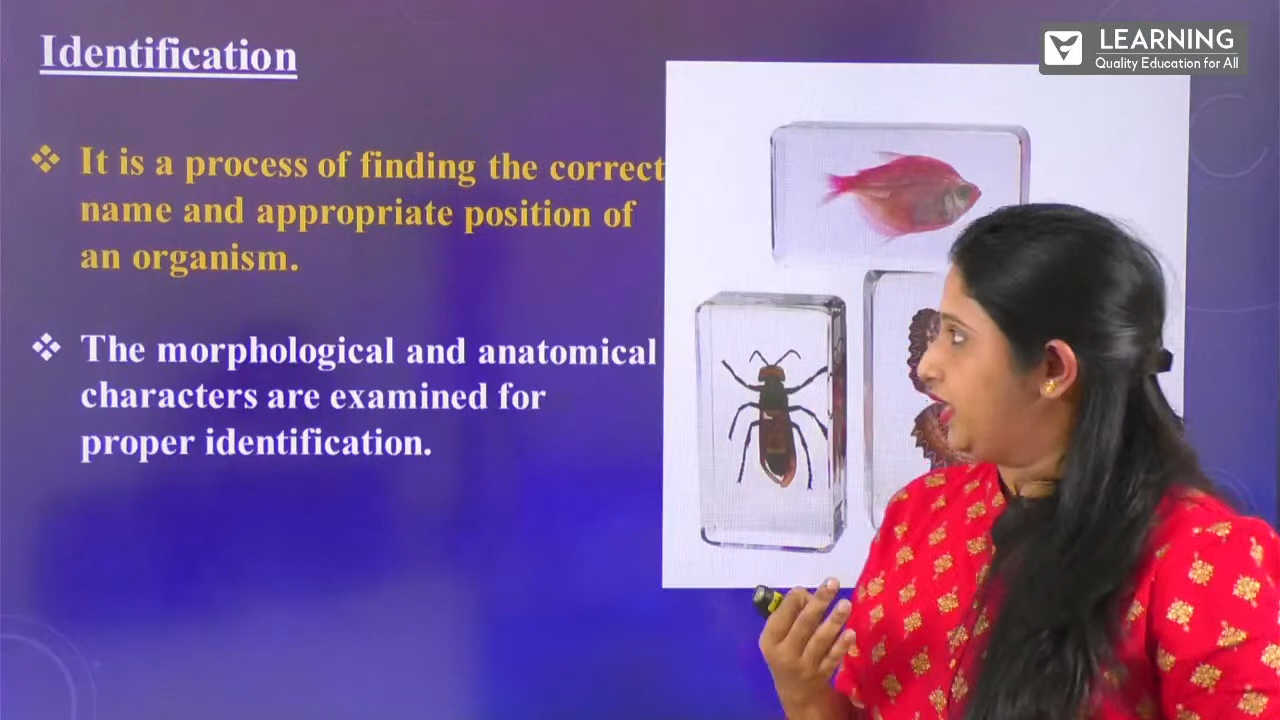 Identification
LEARNING
Quality Education for All
❖ It is a process of finding the correct
name and appropriate position of
an organism.
❖ The morphological and anatomical
characters are examined for
proper identification.